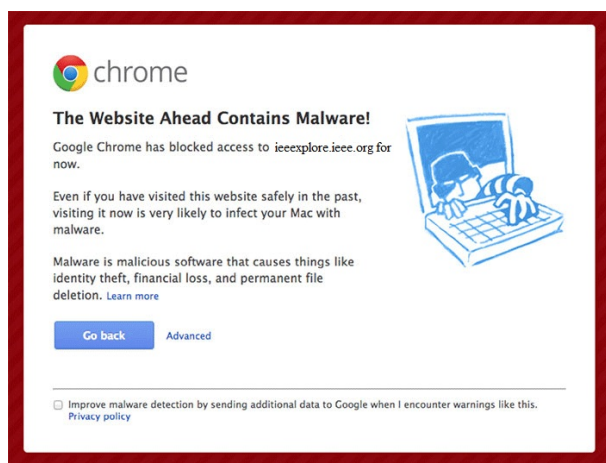 chrome
The Website Ahead Contains Malware!
Google Chrome has blocked access to ieeexplore.ieee.org for
now.
Even if you have visited this website safely in the past,
visiting it now is very likely to infect your Mac with
malware.
Malware is malicious software that causes things like
identity theft, financial loss, and permanent file
deletion. Learn more
Go back
Advanced
Improve malware detection by sending additional data to Google when I encounter warnings like this.
Privacy policy